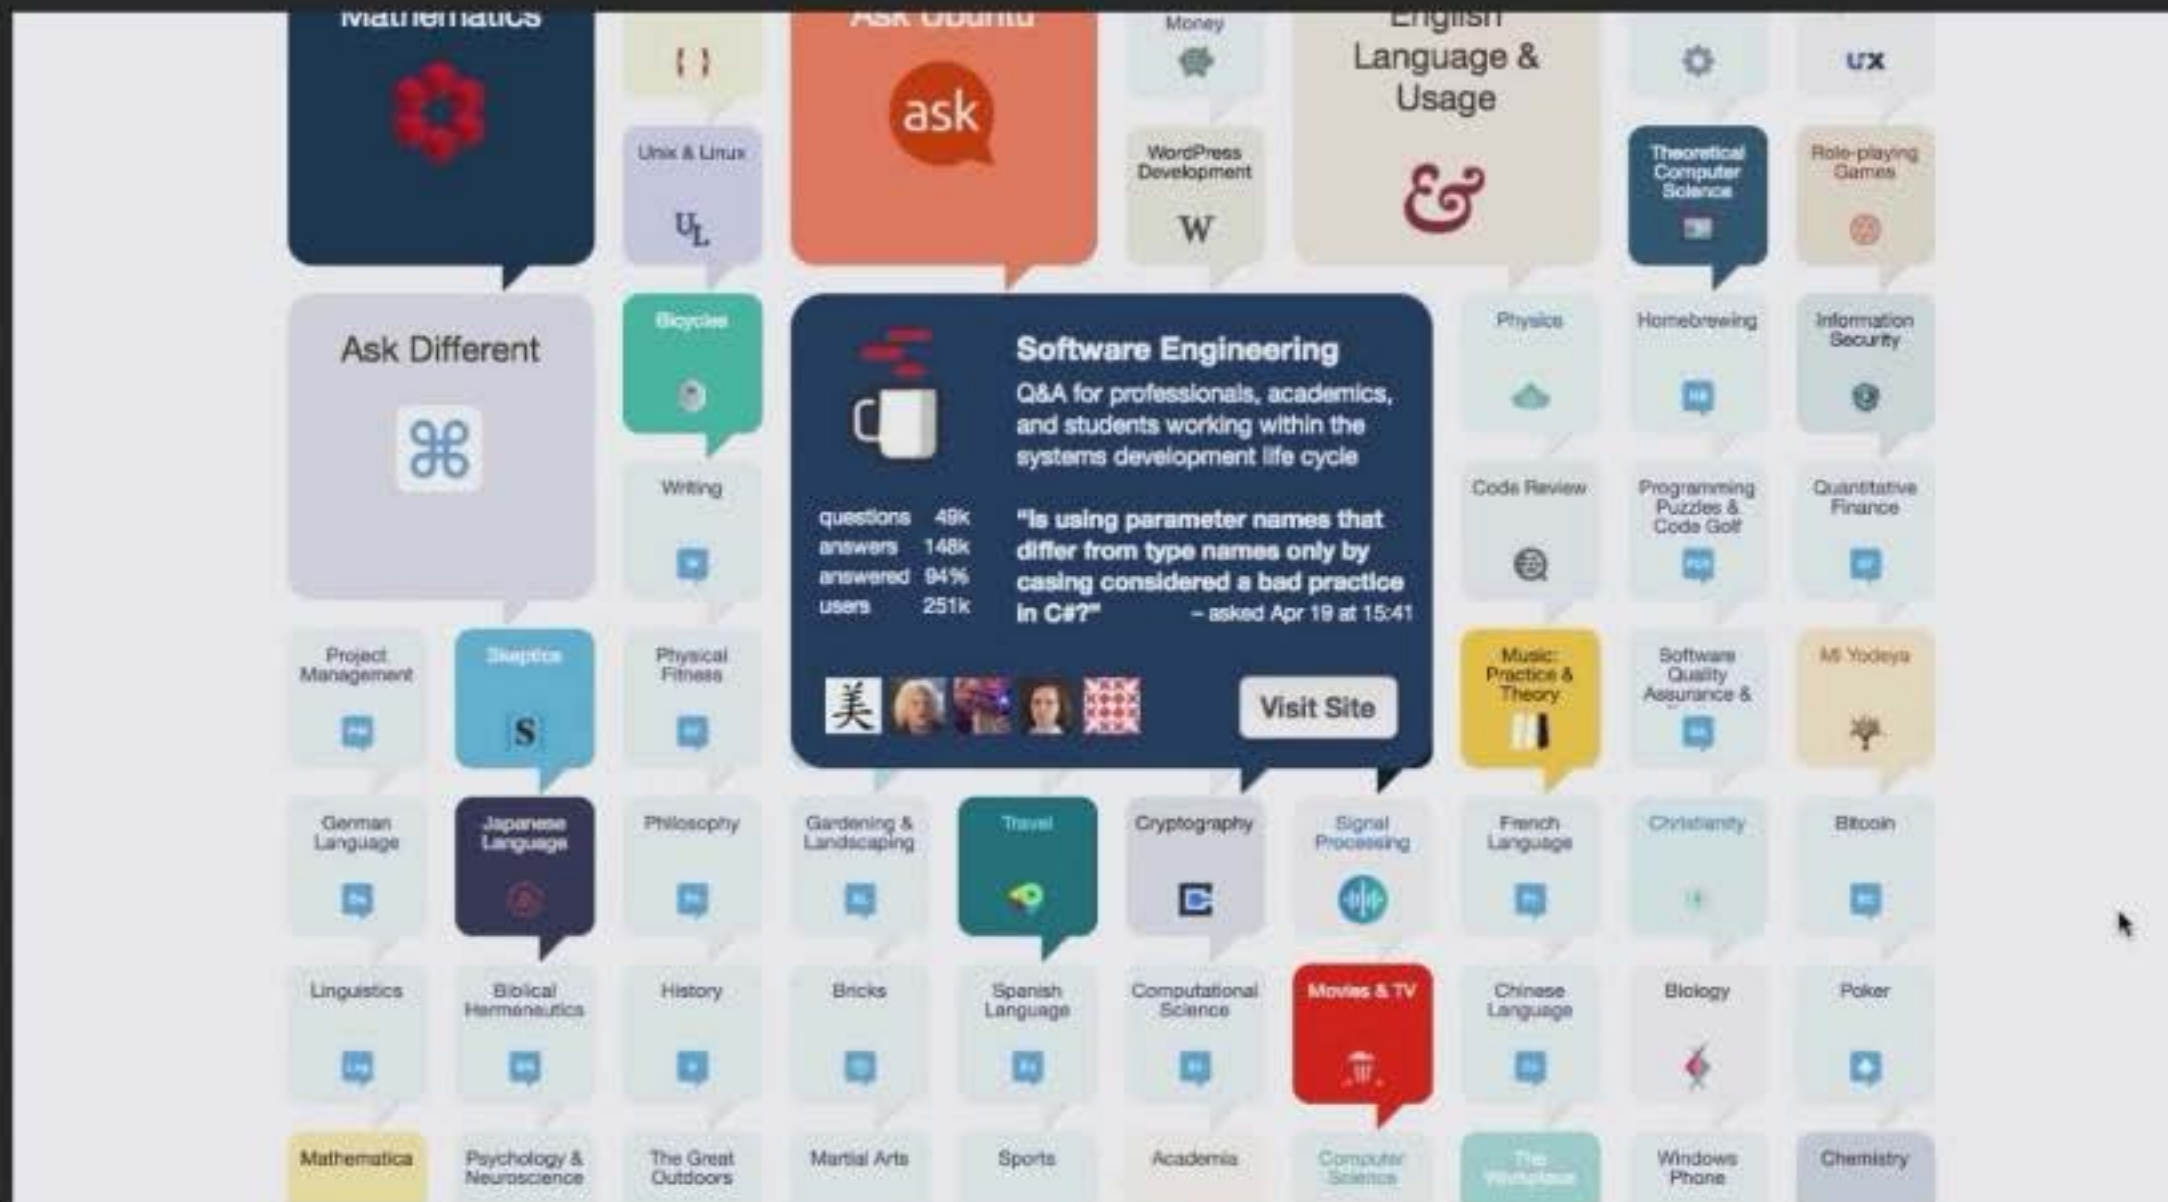 Mathematics
Ask Ubuntu
Money
English
Language &
Usage
{ }
ask
UX
Unix & Linux
UL
WordPress
Development
W
&
Theoretical
Computer
Science
Role-playing
Games
Ask Different
⌘
Bicycles
Software Engineering
Q&A for professionals, academics,
and students working within the
systems development life cycle
questions 49k
answers 148k
answered 94%
users 251k
"Is using parameter names that
differ from type names only by
casing considered a bad practice
in C#?"
– asked Apr 19 at 15:41
Visit Site
美
Physics
Homebrewing
Information
Security
Writing
Code Review
Programming
Puzzles &
Code Golf
Quantitative
Finance
Project
Management
Skeptics
S
Physical
Fitness
Music:
Practice &
Theory
Software
Quality
Assurance &
Mi Yodeya
German
Language
Japanese
Language
Philosophy
Gardening &
Landscaping
Travel
Cryptography
Signal
Processing
French
Language
Christianity
Bitcoin
Linguistics
Biblical
Hermeneutics
History
Bricks
Spanish
Language
Computational
Science
Movies & TV
Chinese
Language
Biology
Poker
Mathematica
Psychology &
Neuroscience
The Great
Outdoors
Martial Arts
Sports
Academia
Computer
Science
The
Workplace
Windows
Phone
Chemistry